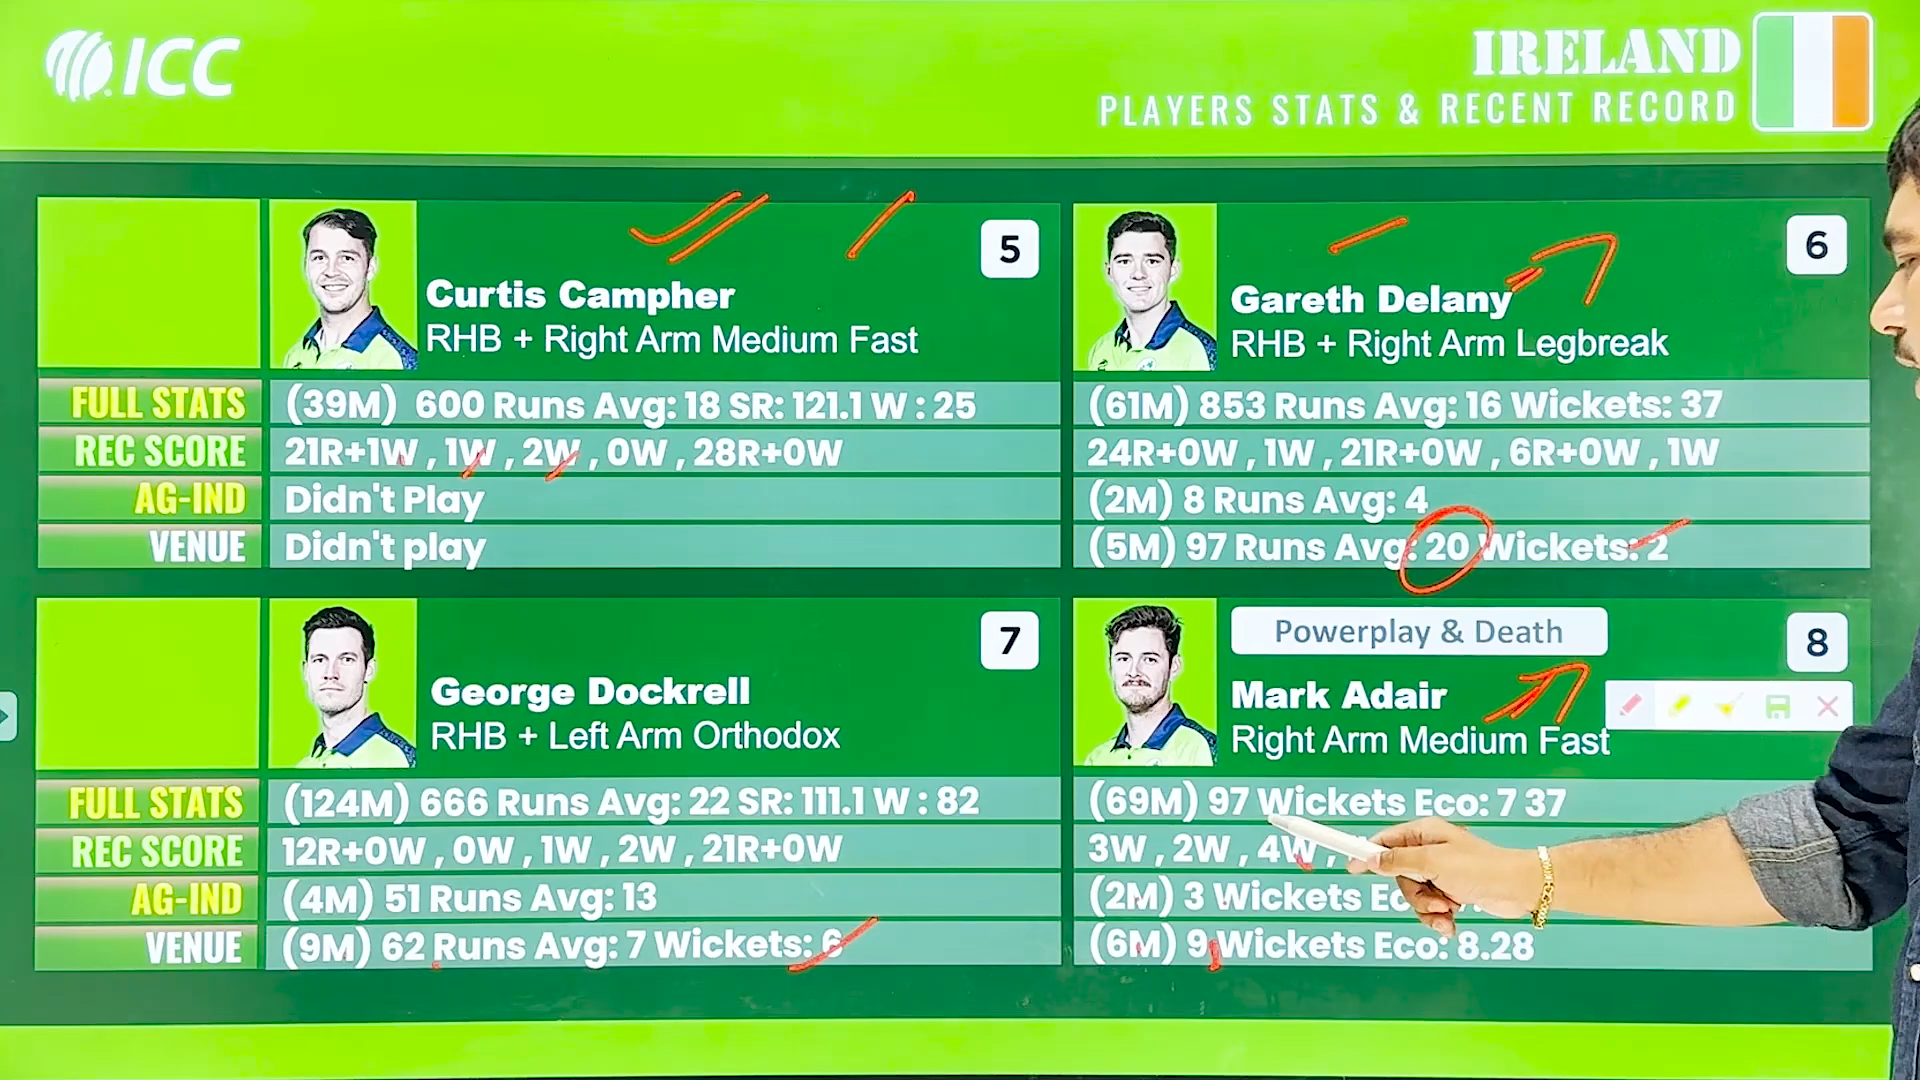 ICC
IRELAND
PLAYERS STATS & RECENT RECORD
5
Curtis Campher
RHB + Right Arm Medium Fast
FULL STATS (39M) 600 Runs Avg: 18 SR: 121.1 W : 25
REC SCORE 21R+1W , 1W , 2W , 0W , 28R+0W
AG-IND Didn't Play
VENUE Didn't play
6
Gareth Delany
RHB + Right Arm Legbreak
(61M) 853 Runs Avg: 16 Wickets: 37
24R+0W , 1W , 21R+0W , 6R+0W , 1W
(2M) 8 Runs Avg: 4
(5M) 97 Runs Avg: 20 Wickets: 2
7
George Dockrell
RHB + Left Arm Orthodox
FULL STATS (124M) 666 Runs Avg: 22 SR: 111.1 W : 82
REC SCORE 12R+0W , 0W , 1W , 2W , 21R+0W
AG-IND (4M) 51 Runs Avg: 13
VENUE (9M) 62 Runs Avg: 7 Wickets: 6
Powerplay & Death
8
Mark Adair
Right Arm Medium Fast
(69M) 97 Wickets Eco: 7 37
3W , 2W , 4W ,
(2M) 3 Wickets
(6M) 9 Wickets Eco: 8.28